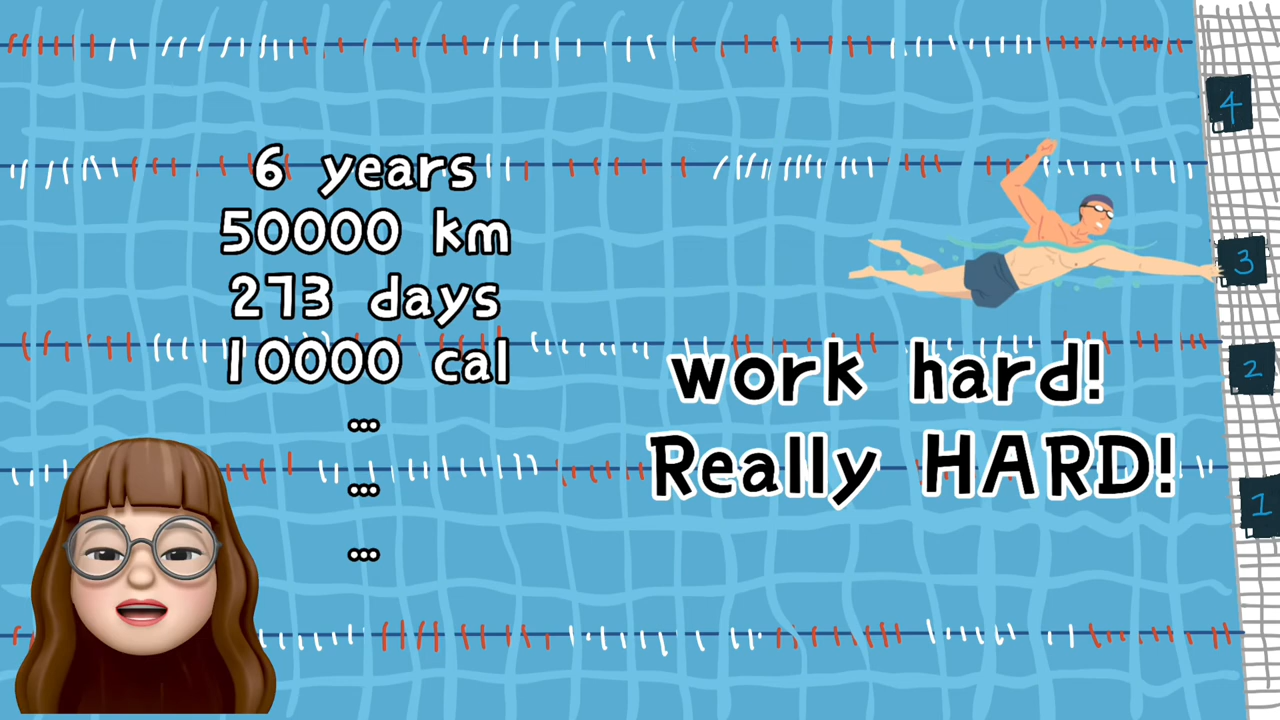 6 years
50000 km
273 days
10000 cal
...
...
...
work hard!
Really HARD!
4
3
2
1